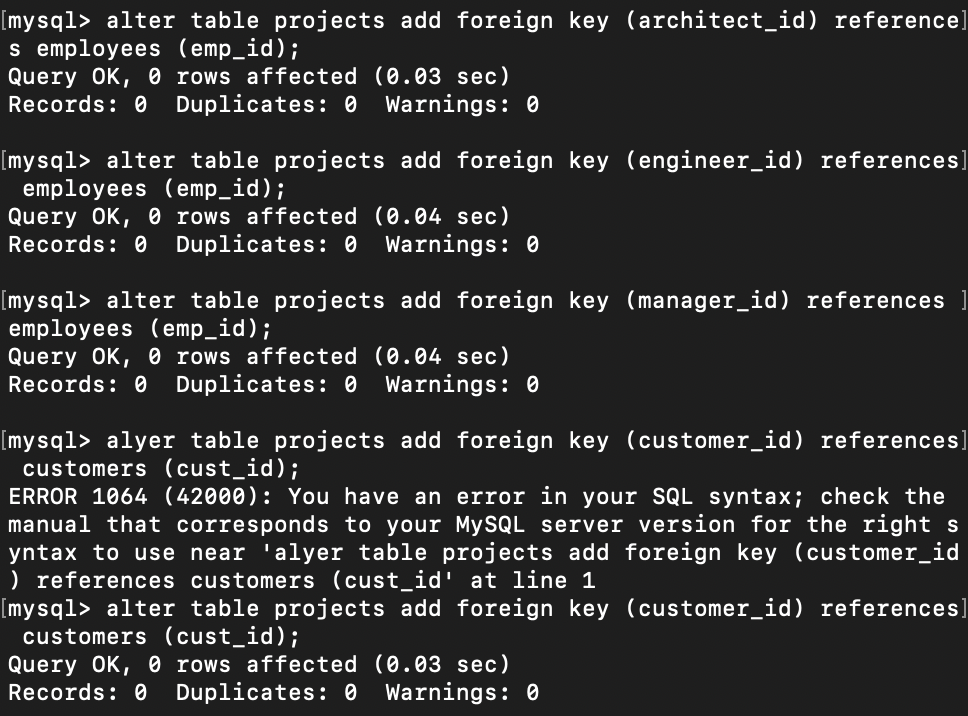 [mysql> alter table projects add foreign key (architect_id) reference]
s employees (emp_id);
Query OK, 0 rows affected (0.03 sec)
Records: 0  Duplicates: 0  Warnings: 0

[mysql> alter table projects add foreign key (engineer_id) references]
 employees (emp_id);
Query OK, 0 rows affected (0.04 sec)
Records: 0  Duplicates: 0  Warnings: 0

[mysql> alter table projects add foreign key (manager_id) references ]
employees (emp_id);
Query OK, 0 rows affected (0.04 sec)
Records: 0  Duplicates: 0  Warnings: 0

[mysql> alyer table projects add foreign key (customer_id) references]
 customers (cust_id);
ERROR 1064 (42000): You have an error in your SQL syntax; check the
manual that corresponds to your MySQL server version for the right s
yntax to use near 'alyer table projects add foreign key (customer_id
) references customers (cust_id' at line 1
[mysql> alter table projects add foreign key (customer_id) references]
 customers (cust_id);
Query OK, 0 rows affected (0.03 sec)
Records: 0  Duplicates: 0  Warnings: 0